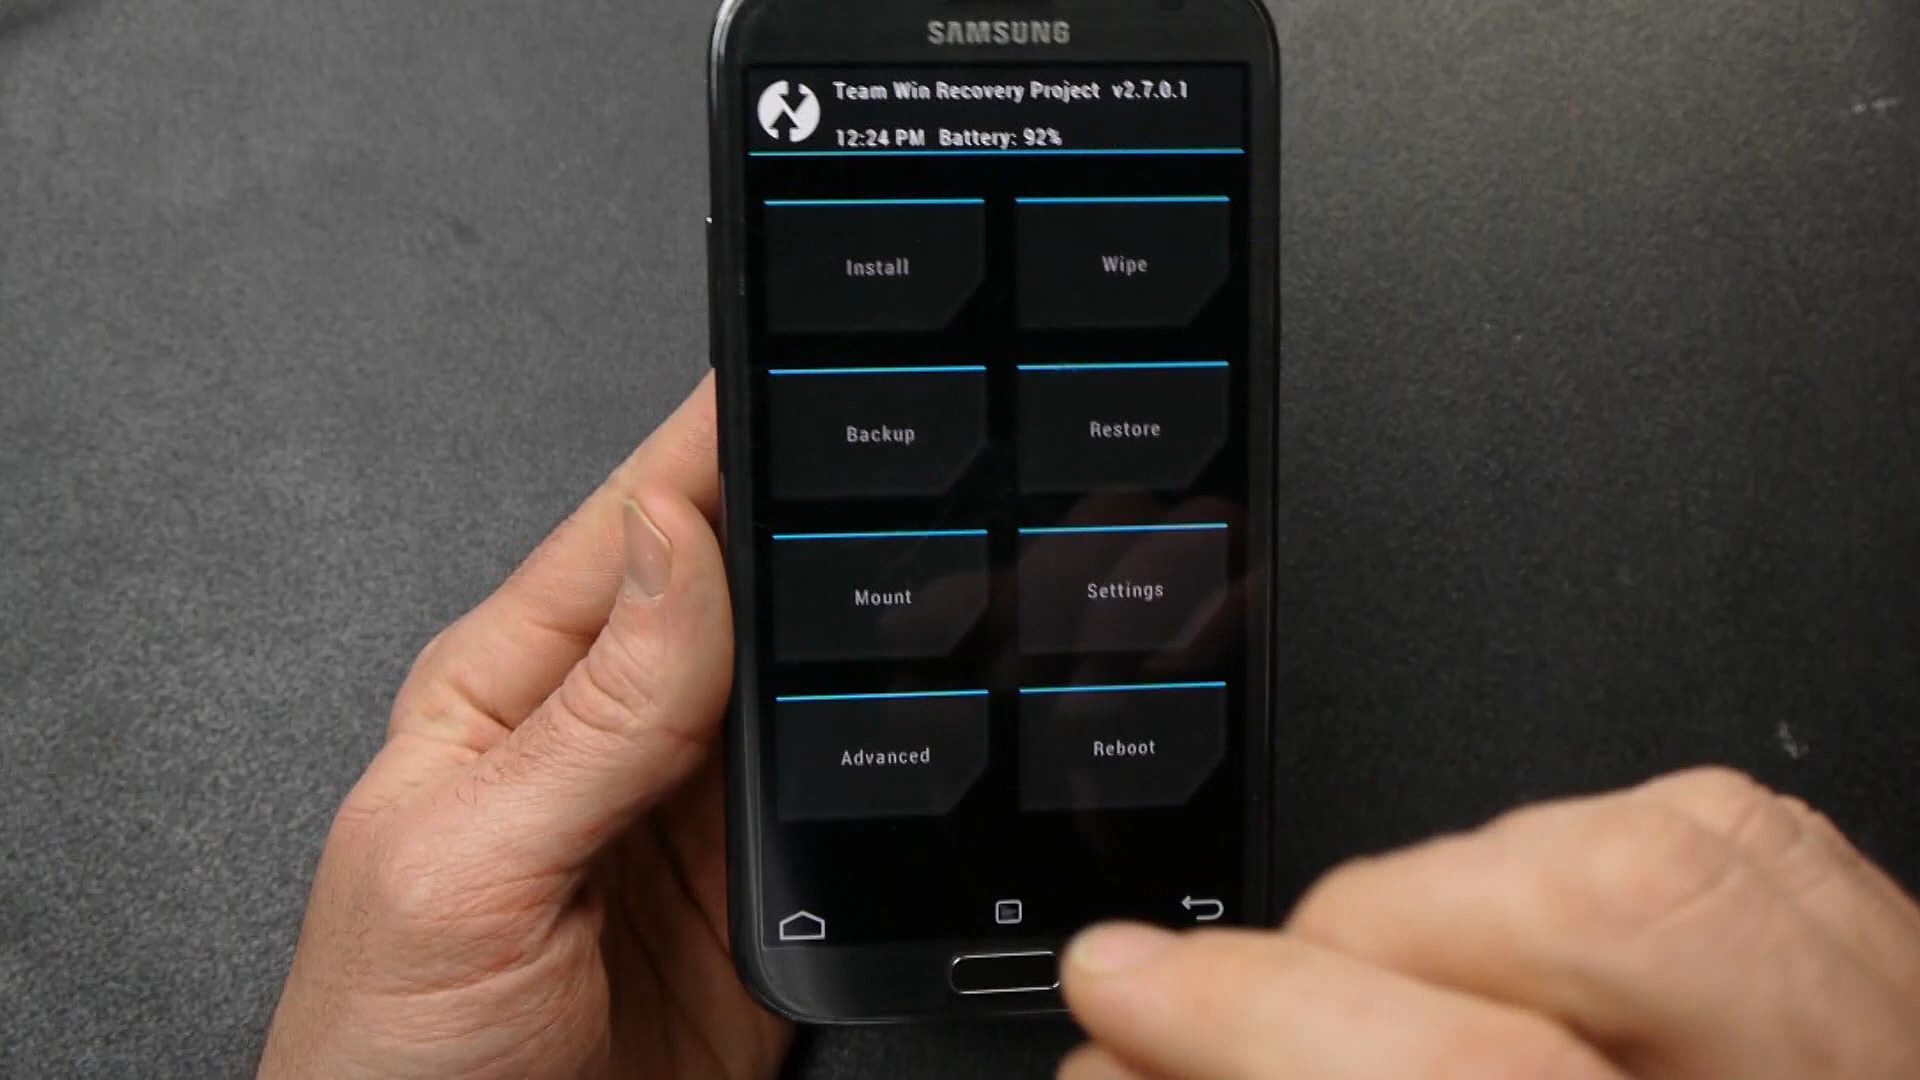 SAMSUNG
Team Win Recovery Project v2.7.0.1
12:24 PM Battery: 92%
Install
Wipe
Backup
Restore
Mount
Settings
Advanced
Reboot